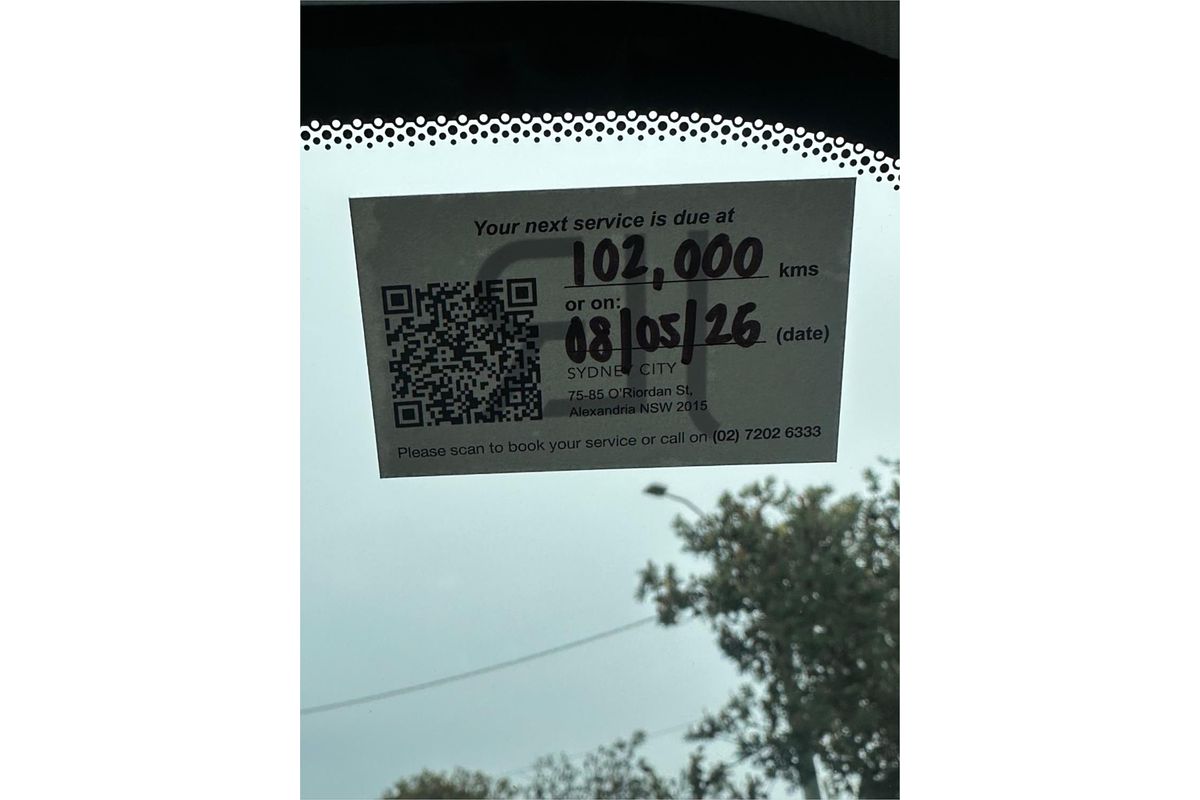 Your next service is due at
102,000 kms
or on:
08/05/26 (date)
SYDNEY CITY
75-85 O'Riordan St,
Alexandria NSW 2015
Please scan to book your service or call on (02) 7202 6333